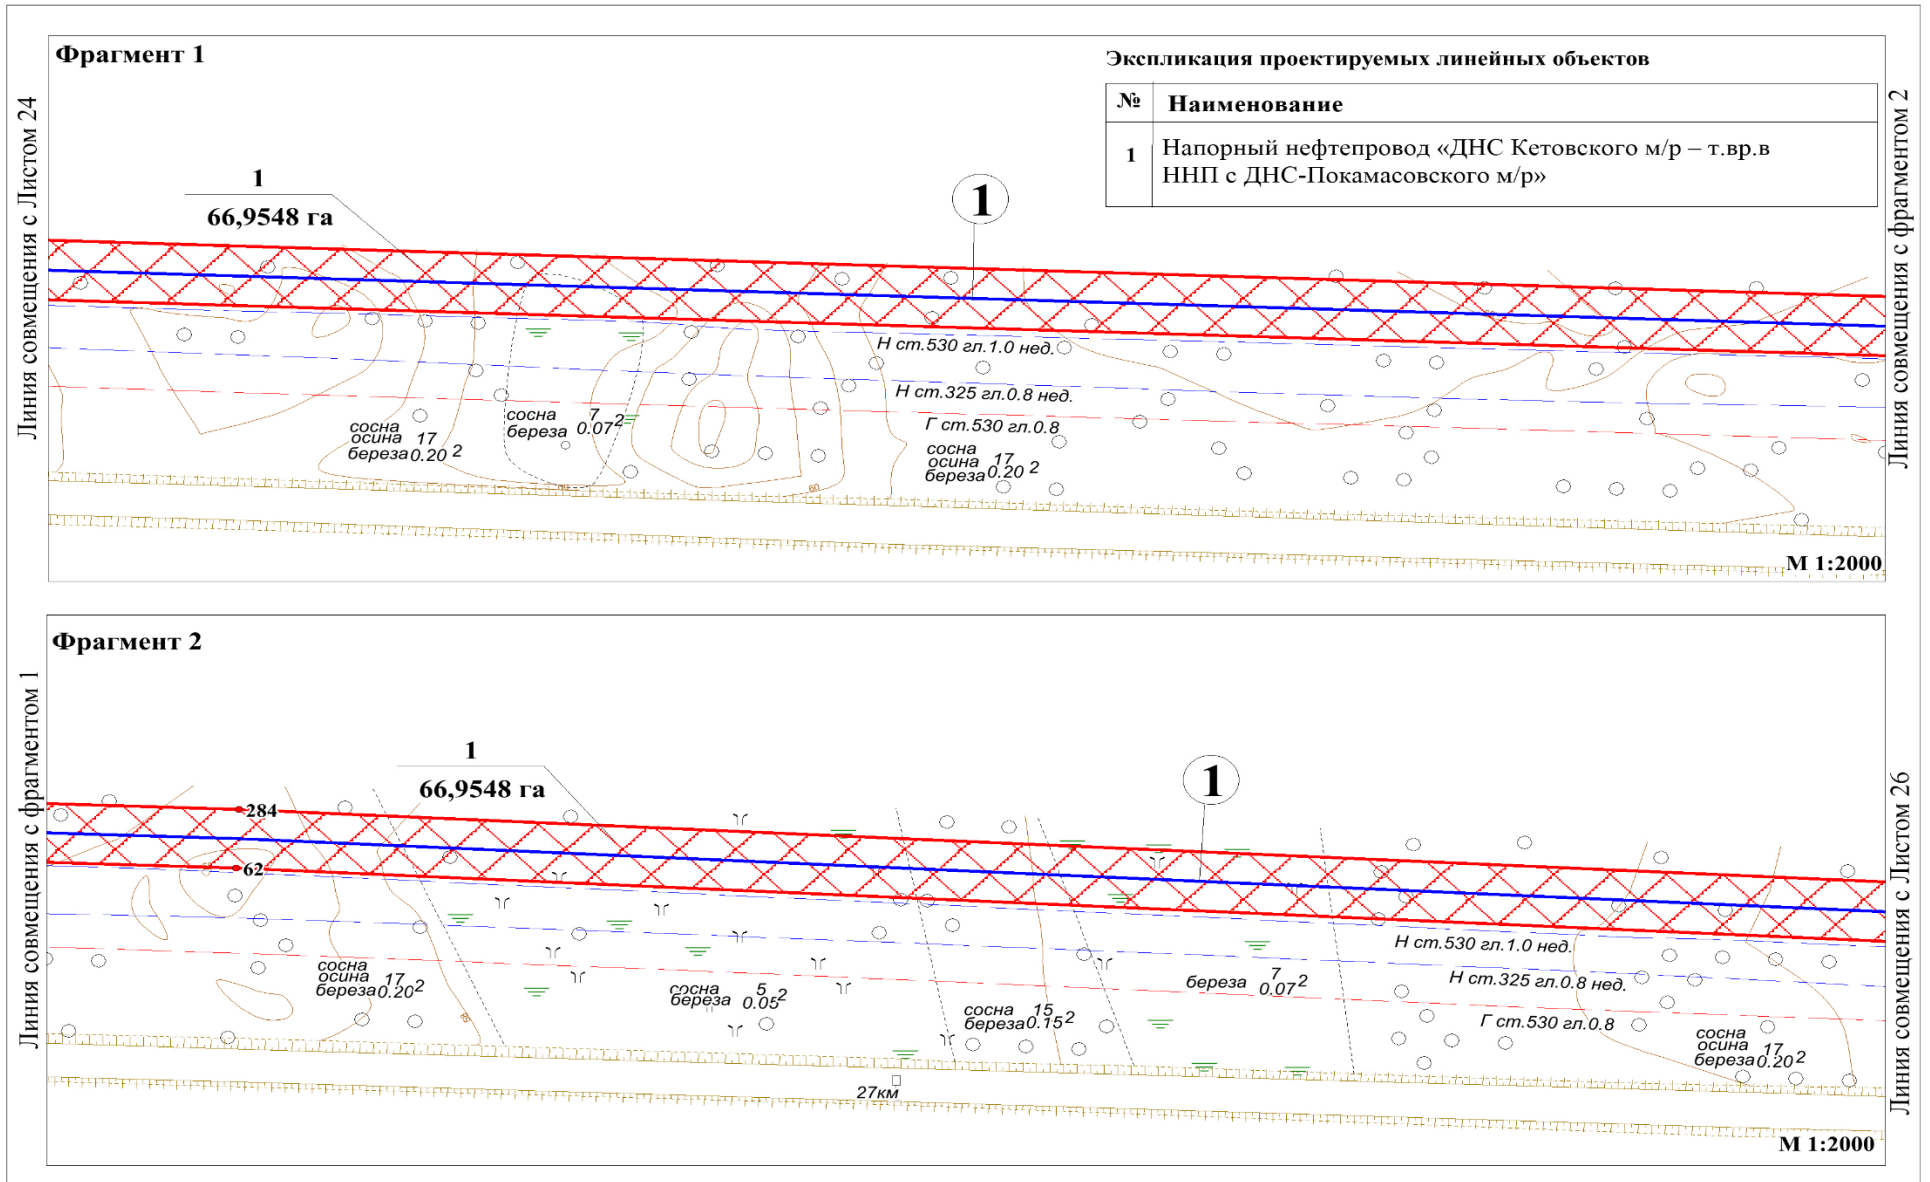 Фрагмент 1
Экспликация проектируемых линейных объектов
№ Наименование
1 Напорный нефтепровод «ДНС Кетовского м/р – т.вр.в
ННП с ДНС-Покамасовского м/р»
Линия совмещения с Листом 24
Линия совмещения с фрагментом 2
1
66,9548 га
1
Н ст.530 гл.1.0 нед.
Н ст.325 гл.0.8 нед.
Г ст.530 гл.0.8
сосна
осина 17
береза 0.20 2
сосна 7
береза 0.07 2
сосна
осина 17
береза 0.20 2
60
М 1:2000
Фрагмент 2
Линия совмещения с фрагментом 1
Линия совмещения с Листом 26
1
66,9548 га
1
284
62
Н ст.530 гл.1.0 нед.
Н ст.325 гл.0.8 нед.
Г ст.530 гл.0.8
сосна
осина 17
береза 0.20 2
сосна 5
береза 0.05 2
сосна 15
береза 0.15 2
береза 7 0.07 2
сосна
осина 17
береза 0.20 2
27км
М 1:2000